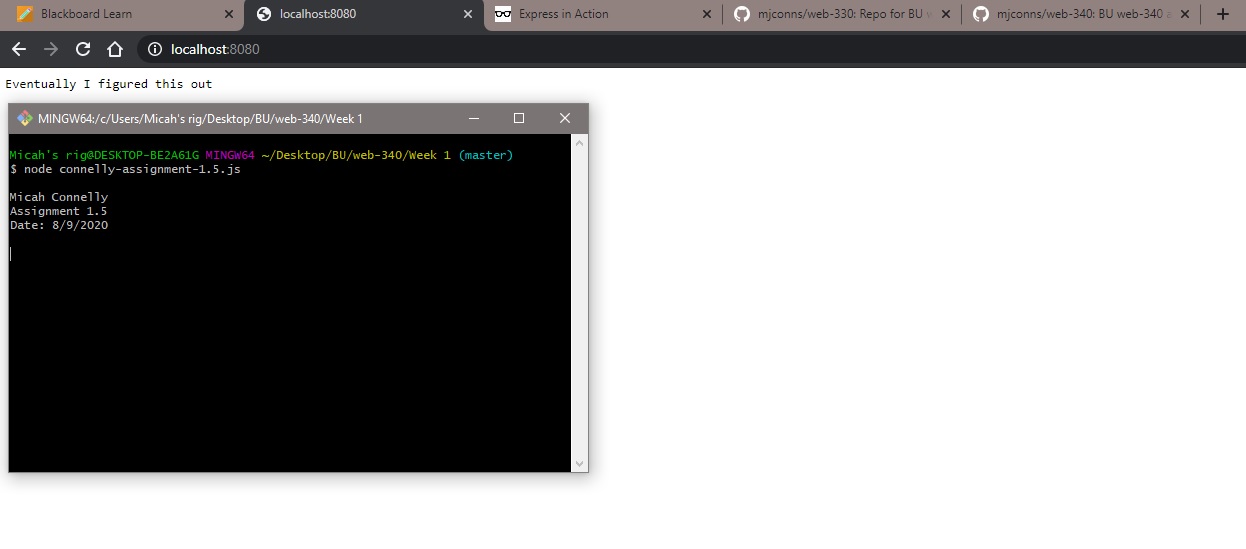 Blackboard Learn
localhost:8080
Express in Action
mjconns/web-330: Repo for BU w
mjconns/web-340: BU web-340 a
localhost:8080
Eventually I figured this out
MINGW64:/c/Users/Micah's rig/Desktop/BU/web-340/Week 1
Micah's rig@DESKTOP-BE2A61G MINGW64 ~/Desktop/BU/web-340/Week 1 (master)
$ node connelly-assignment-1.5.js
Micah Connelly
Assignment 1.5
Date: 8/9/2020